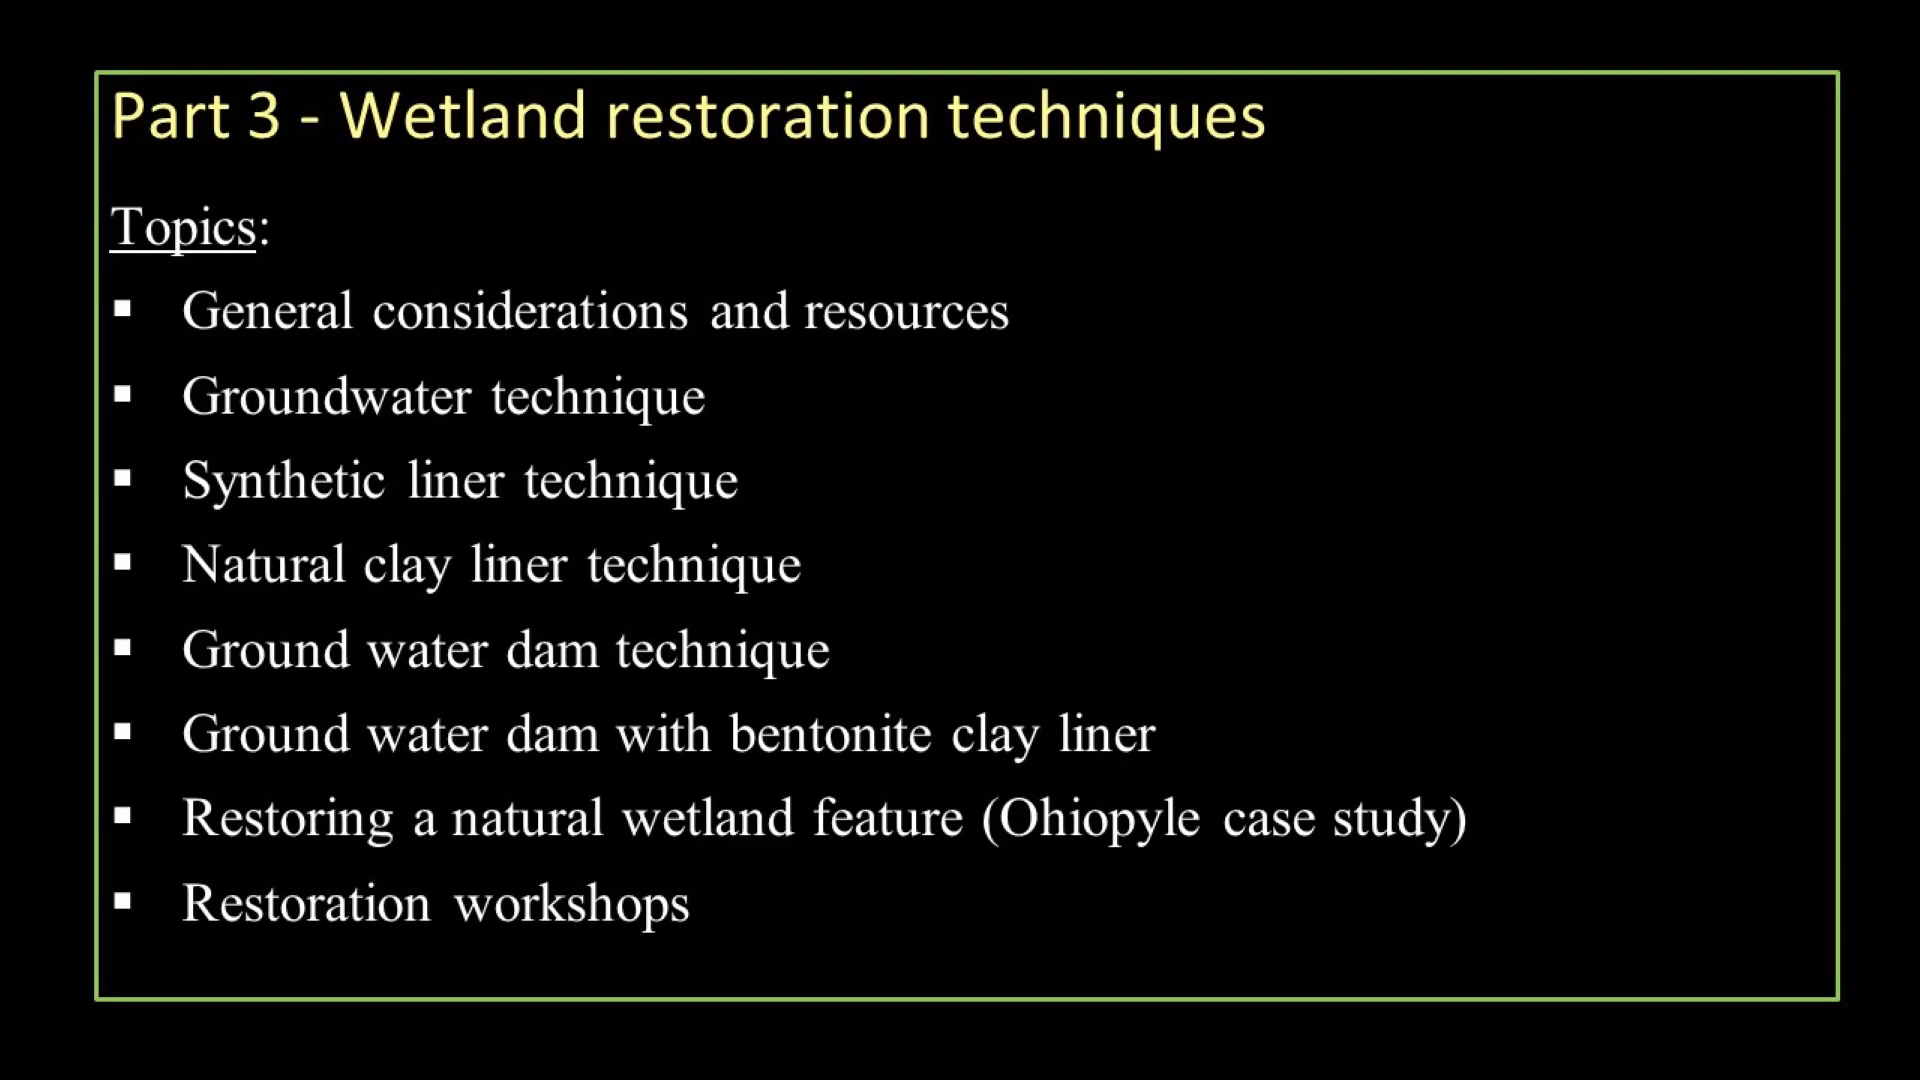 Part 3 - Wetland restoration techniques
Topics:
▪ General considerations and resources
▪ Groundwater technique
▪ Synthetic liner technique
▪ Natural clay liner technique
▪ Ground water dam technique
▪ Ground water dam with bentonite clay liner
▪ Restoring a natural wetland feature (Ohiopyle case study)
▪ Restoration workshops